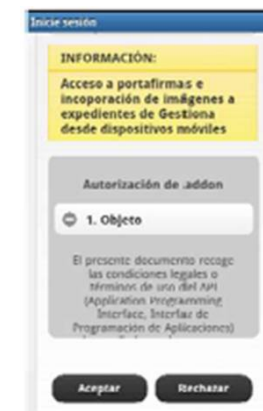 Inicie sesión
INFORMACIÓN:
Acceso a portafirmas e
incoporación de imágenes a
expedientes de Gestiona
desde dispositivos móviles
Autorización de .addon
1. Objeto
El presente documento recoge
las condiciones legales o
términos de uso del API
(Application Programming
Interface, Interfaz de
Programación de Aplicaciones)
Aceptar
Rechazar